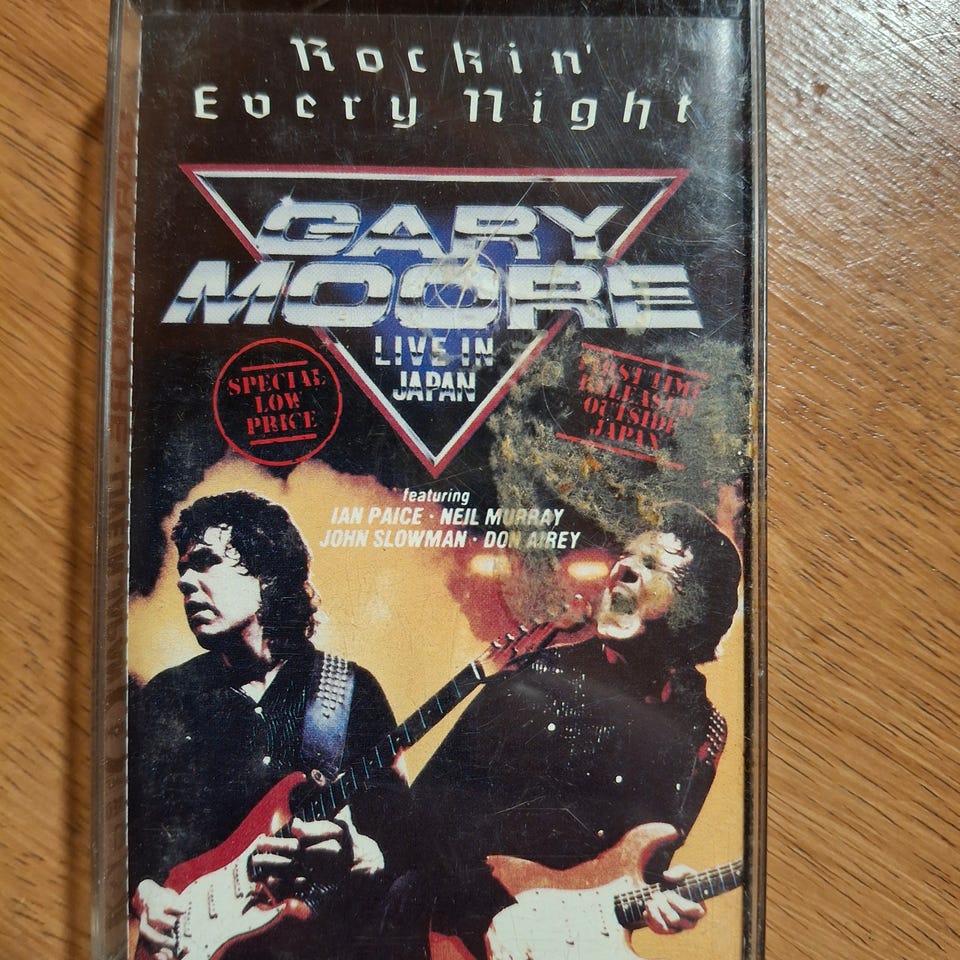 Rockin'
Every Night
GARY
MOORE
LIVE IN
JAPAN
SPECIAL
LOW
PRICE
FIRST TIME
RELEASED
OUTSIDE
JAPAN
featuring
IAN PAICE · NEIL MURRAY
JOHN SLOWMAN · DON AIREY